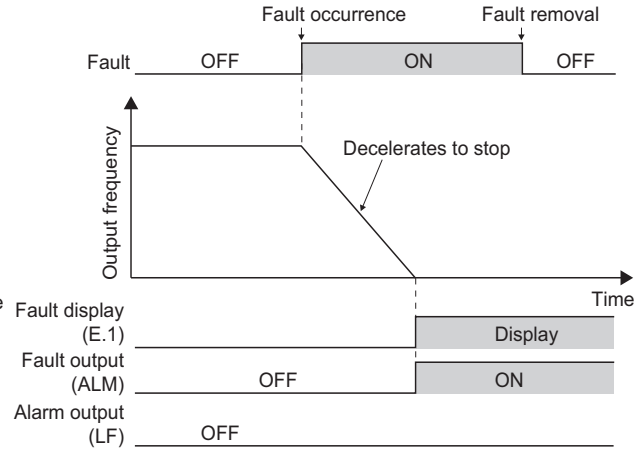 Fault occurrence
Fault removal
Fault
OFF
ON
OFF
Output frequency
Decelerates to stop
Time
e
Fault display
(E.1)
Display
Fault output
(ALM)
OFF
ON
Alarm output
(LF)
OFF